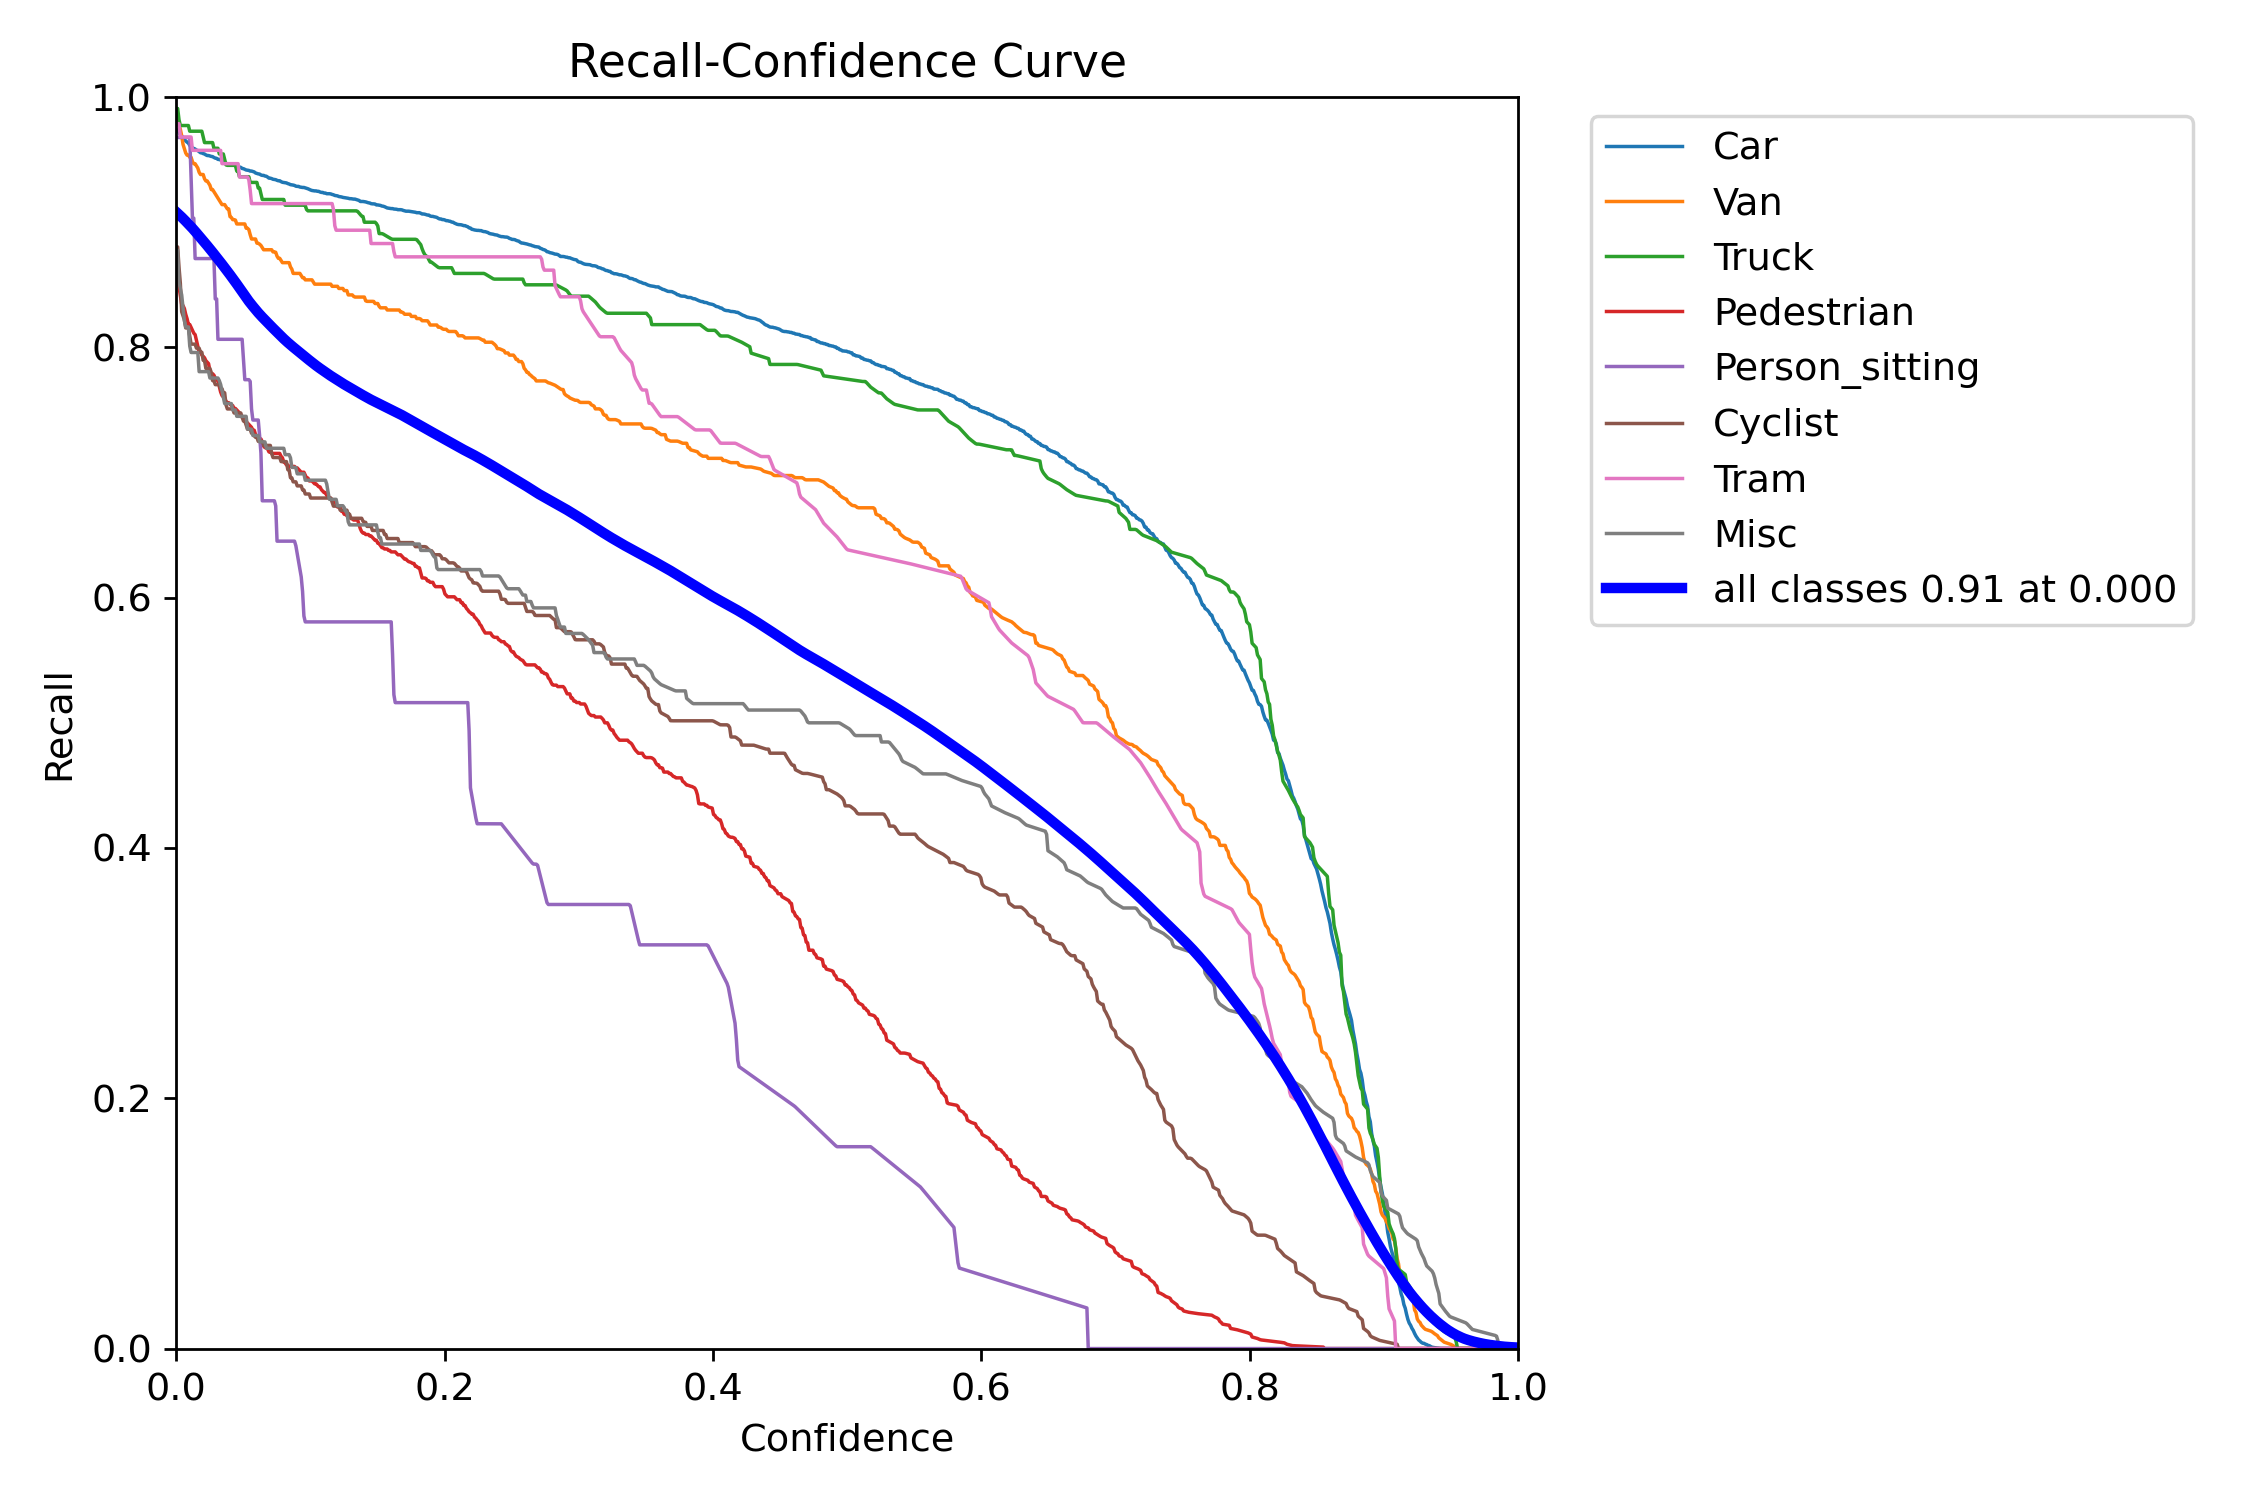 Recall-Confidence Curve
1.0
0.8
0.6
0.4
0.2
0.0
Recall
0.0 0.2 0.4 0.6 0.8 1.0
Confidence
Car
Van
Truck
Pedestrian
Person_sitting
Cyclist
Tram
Misc
all classes 0.91 at 0.000